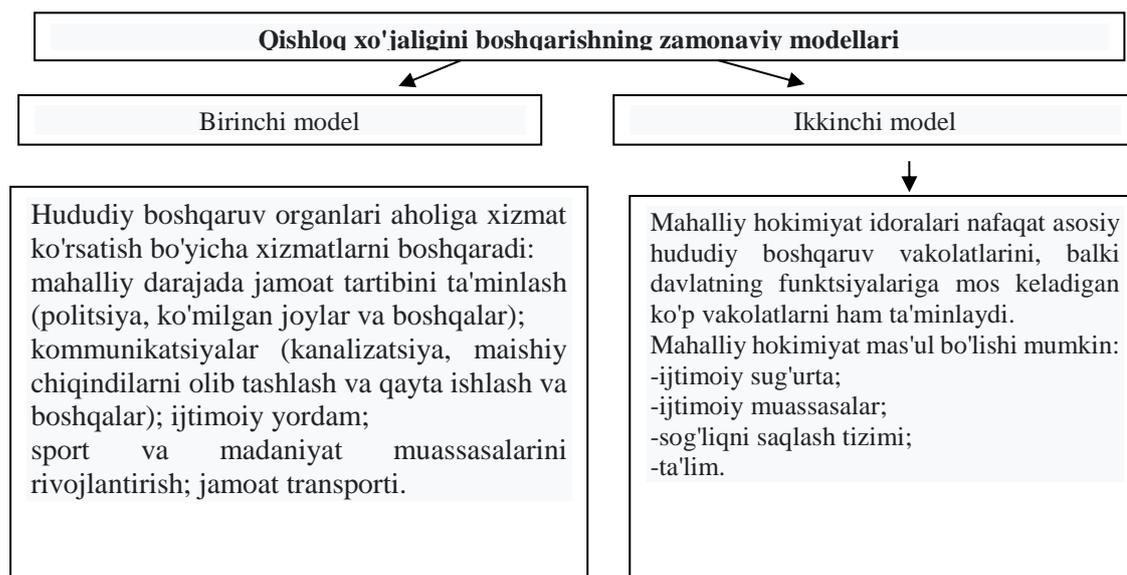 Qishloq xo'jaligini boshqarishning zamonaviy modellari
Birinchi model
Ikkinchi model
Hududiy boshqaruv organlari aholiga xizmat
ko'rsatish bo'yicha xizmatlarni boshqaradi:
mahalliy darajada jamoat tartibini ta'minlash
(politsiya, ko'milgan joylar va boshqalar);
kommunikatsiyalar (kanalizatsiya, maishiy
chiqindilarni olib tashlash va qayta ishlash va
boshqalar); ijtimoiy yordam;
sport va madaniyat muassasalarini
rivojlantirish; jamoat transporti.
Mahalliy hokimiyat idoralari nafaqat asosiy
hududiy boshqaruv vakolatlarini, balki
davlatning funktsiyalariga mos keladigan
ko'p vakolatlarni ham ta'minlaydi.
Mahalliy hokimiyat mas'ul bo'lishi mumkin:
-ijtimoiy sug'urta;
-ijtimoiy muassasalar;
-sog'liqni saqlash tizimi;
-ta'lim.